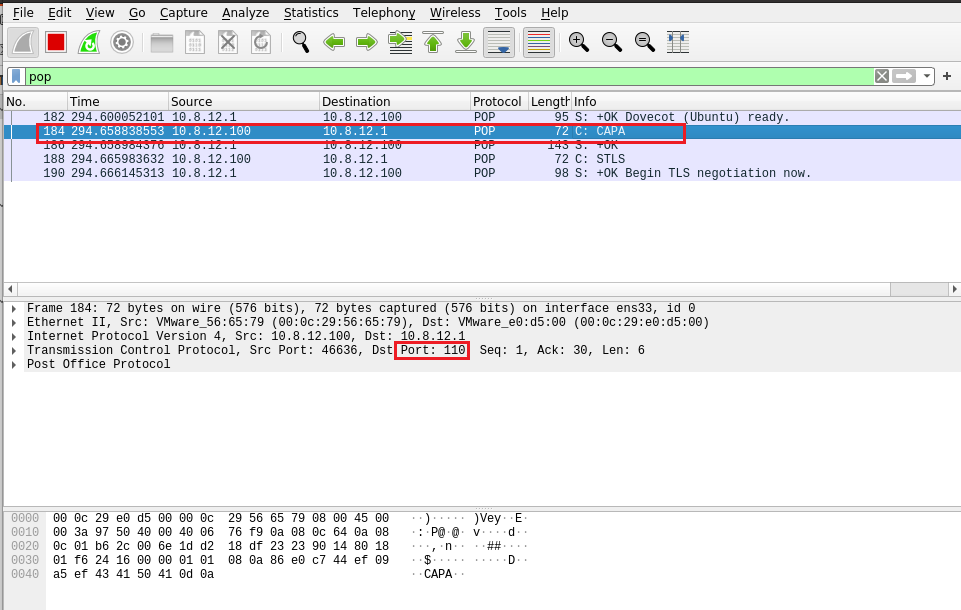 File Edit View Go Capture Analyze Statistics Telephony Wireless Tools Help
pop
No. Time Source Destination Protocol Length Info
182 294.600052101 10.8.12.1 10.8.12.100 POP 95 S: +OK Dovecot (Ubuntu) ready.
184 294.658838553 10.8.12.100 10.8.12.1 POP 72 C: CAPA
186 294.658984376 10.8.12.1 10.8.12.100 POP 143 S: +OK
188 294.665983632 10.8.12.100 10.8.12.1 POP 72 C: STLS
190 294.666145313 10.8.12.1 10.8.12.100 POP 98 S: +OK Begin TLS negotiation now.
Frame 184: 72 bytes on wire (576 bits), 72 bytes captured (576 bits) on interface ens33, id 0
Ethernet II, Src: VMware_56:65:79 (00:0c:29:56:65:79), Dst: VMware_e0:d5:00 (00:0c:29:e0:d5:00)
Internet Protocol Version 4, Src: 10.8.12.100, Dst: 10.8.12.1
Transmission Control Protocol, Src Port: 46636, Dst Port: 110 Seq: 1, Ack: 30, Len: 6
Post Office Protocol
0000 00 0c 29 e0 d5 00 00 0c 29 56 65 79 08 00 45 00 ··)····· )Vey··E·
0010 00 3a 97 50 40 00 40 06 76 f9 0a 08 0c 64 0a 08 ·:·P@·@· v····d··
0020 0c 01 b6 2c 00 6e 1d d2 18 df 23 23 90 14 80 18 ···,·n·· ··##····
0030 01 f6 24 16 00 00 01 01 08 0a 86 e0 c7 44 ef 09 ··$····· ·····D··
0040 a5 ef 43 41 50 41 0d 0a ··CAPA··